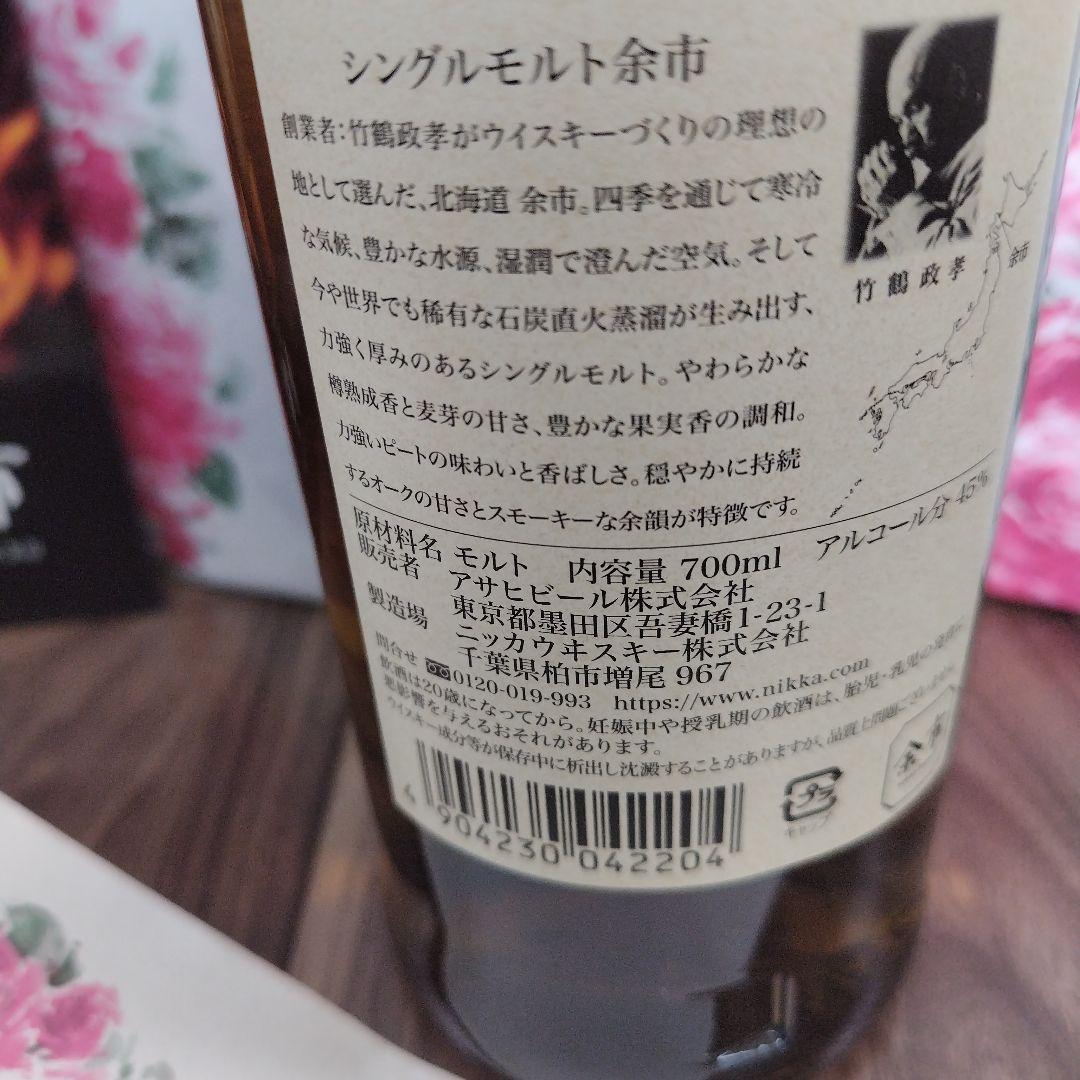 シングルモルト余市
創業者:竹鶴政孝がウイスキーづくりの理想の
地として選んだ、北海道 余市。四季を通じて寒冷
な気候、豊かな水源、湿潤で澄んだ空気。そして
今や世界でも稀有な石炭直火蒸溜が生み出す、
力強く厚みのあるシングルモルト。やわらかな
樽熟成香と麦芽の甘さ、豊かな果実香の調和。
力強いピートの味わいと香ばしさ。穏やかに持続
するオークの甘さとスモーキーな余韻が特徴です。
竹鶴政孝
余市
原材料名 モルト 内容量 700ml アルコール分 45%
販売者 アサヒビール株式会社
東京都墨田区吾妻橋1-23-1
製造場 ニッカウヰスキー株式会社
千葉県柏市増尾 967
問合せ 0120-019-993 https://www.nikka.com
飲酒は20歳になってから。妊娠中や授乳期の飲酒は、胎児・乳児の発育に
悪影響を与えるおそれがあります。
ウイスキー成分等が保存中に析出し沈澱することがありますが、品質上問題ございません。
プラ
キャップ
余市
4 904230 042204